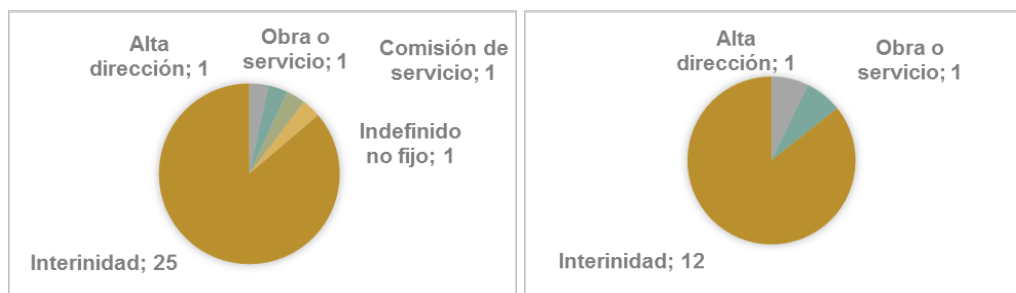 Alta
dirección; 1
Obra o
servicio; 1
Comisión de
servicio; 1
Indefinido
no fijo; 1
Interinidad; 25
Alta
dirección; 1
Obra o
servicio; 1
Interinidad; 12